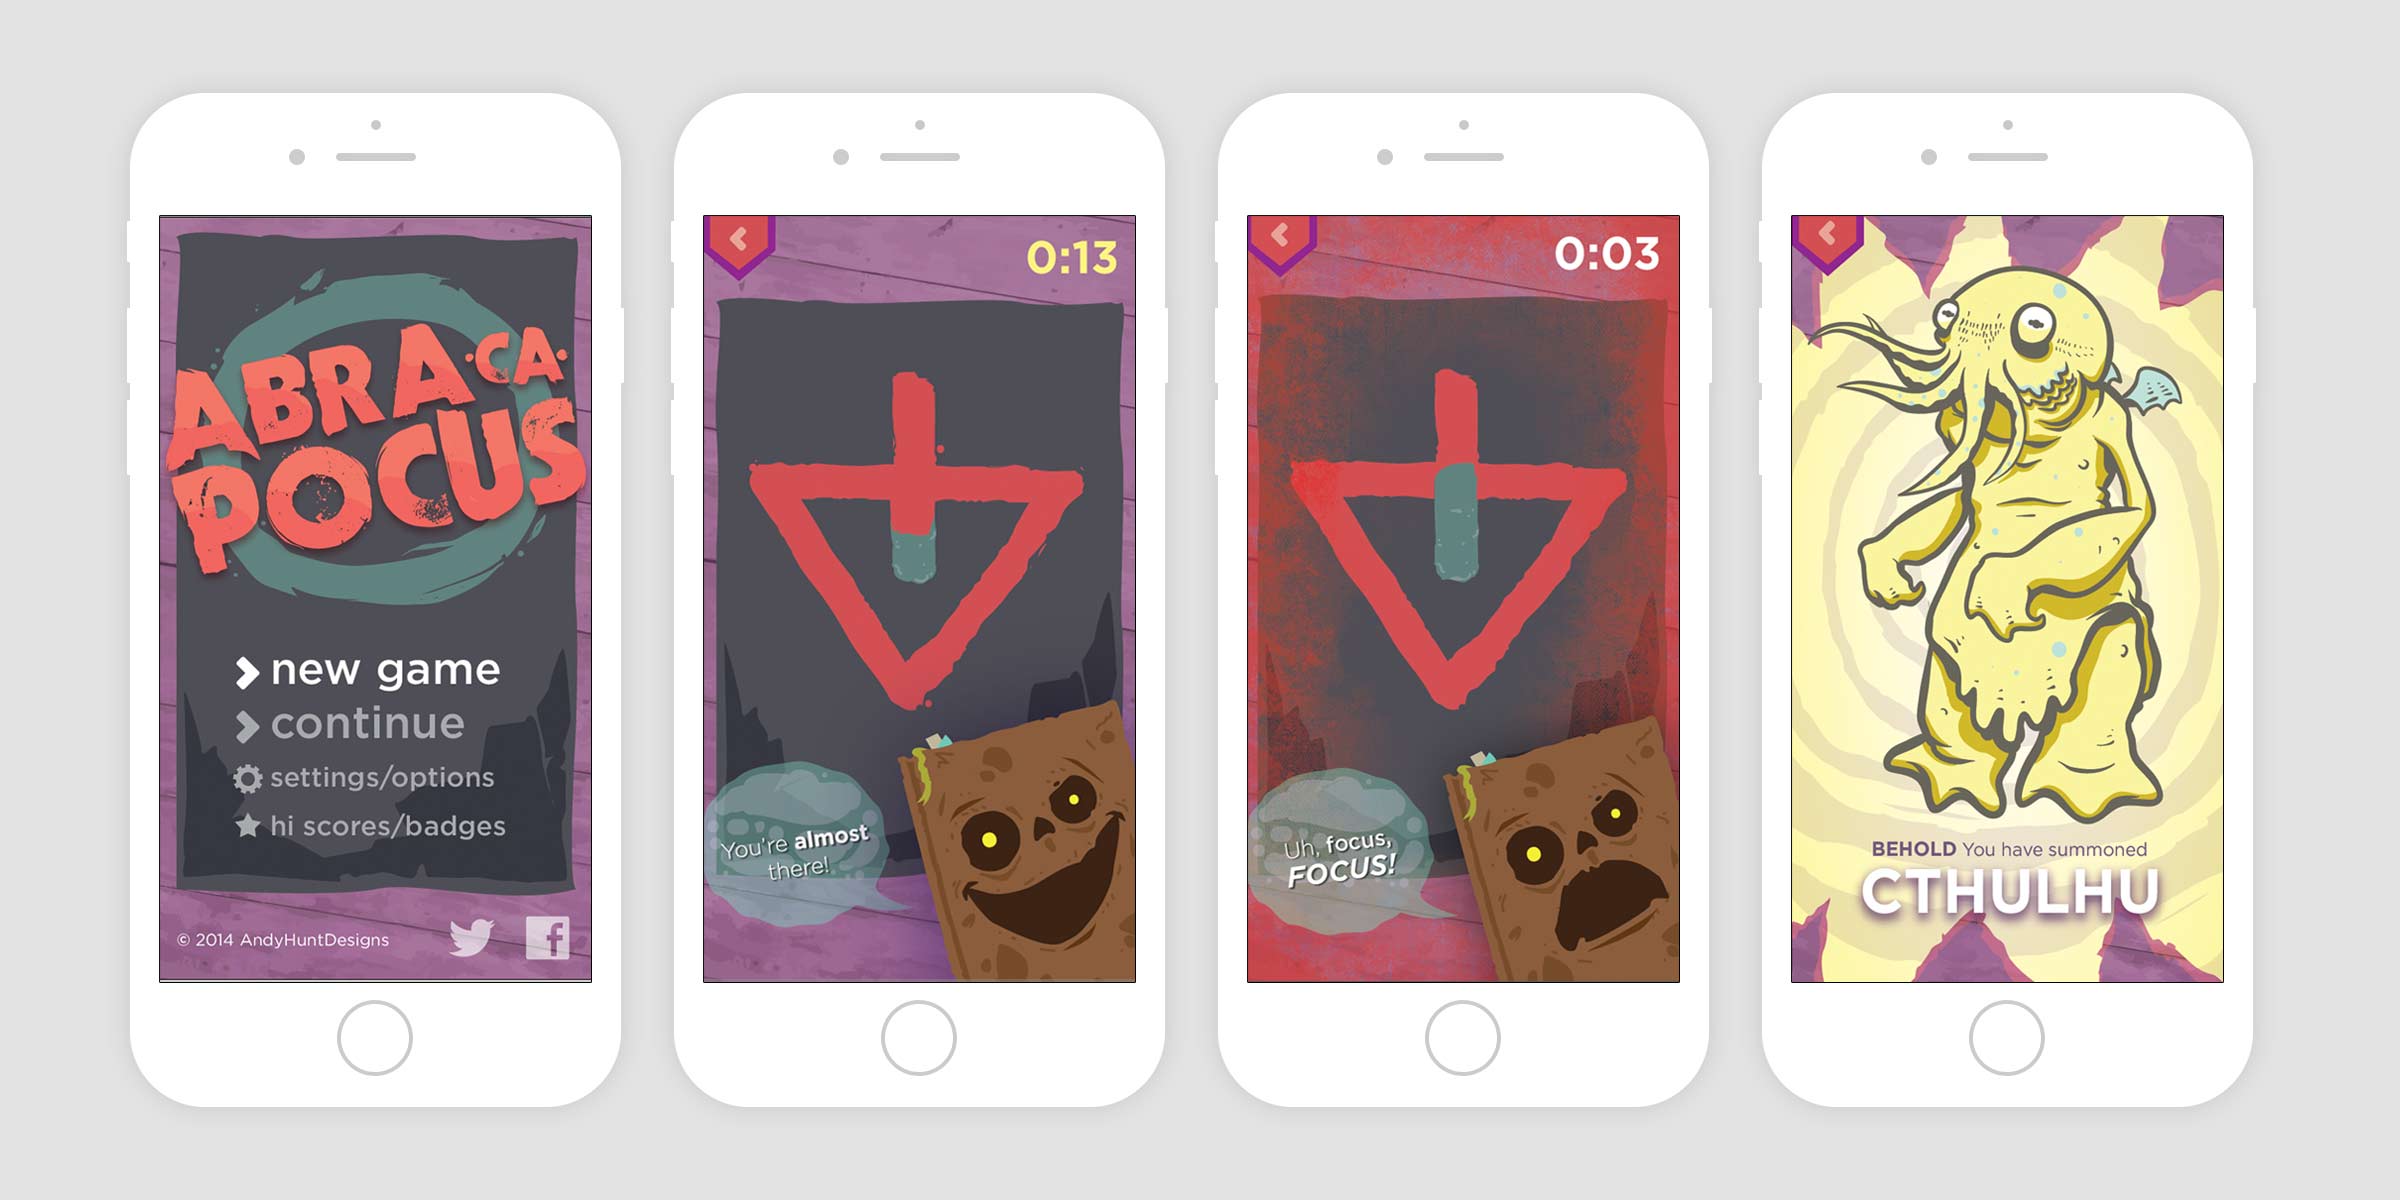 ABRA·CA·
POCUS
new game
continue
settings/options
hi scores/badges
© 2014 AndyHuntDesigns
0:13
You're almost
there!
0:03
Uh, focus,
FOCUS!
BEHOLD You have summoned
CTHULHU